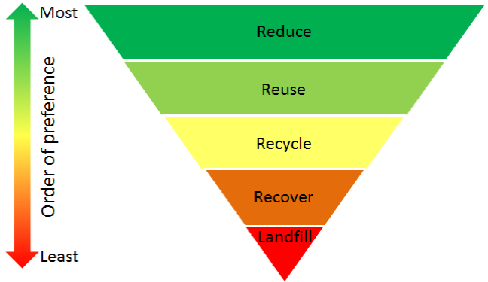 Most
Order of preference
Least
Reduce
Reuse
Recycle
Recover
Landfill